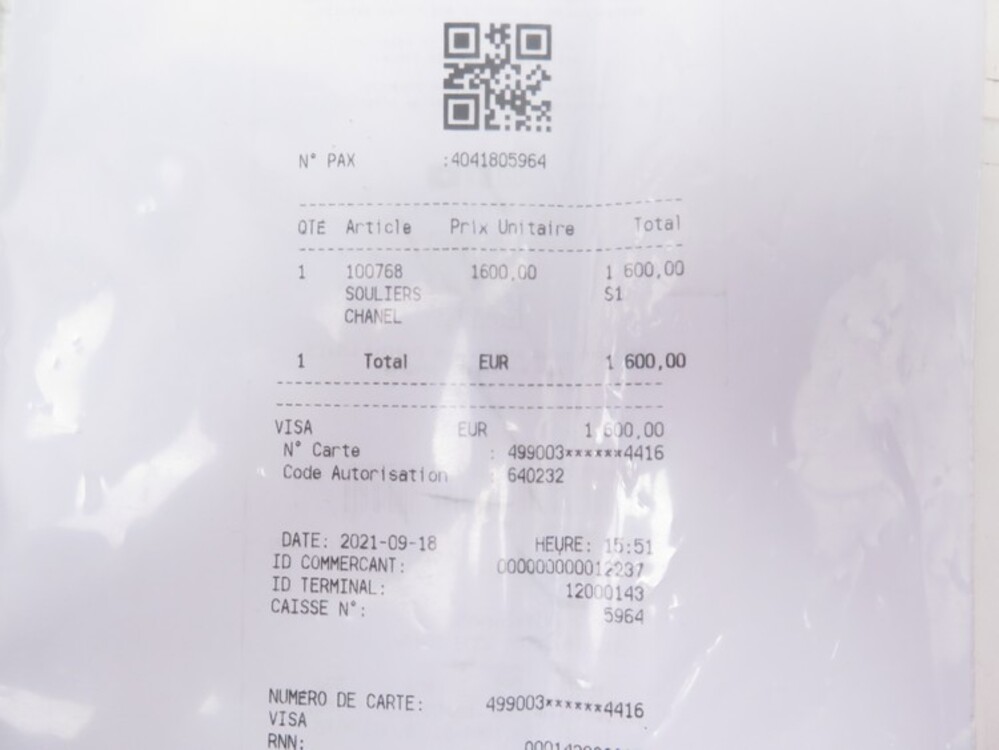 N° PAX :4041805964
QTÉ Article Prix Unitaire Total
1 100768 1600,00 1 600,00
SOULIERS S1
CHANEL
1 Total EUR 1 600,00
VISA EUR 1 600,00
N° Carte : 499003******4416
Code Autorisation : 640232
DATE: 2021-09-18 HEURE: 15:51
ID COMMERCANT: 000000000012237
ID TERMINAL: 12000143
CAISSE N°: 5964
NUMÉRO DE CARTE: 499003******4416
VISA
RNN: